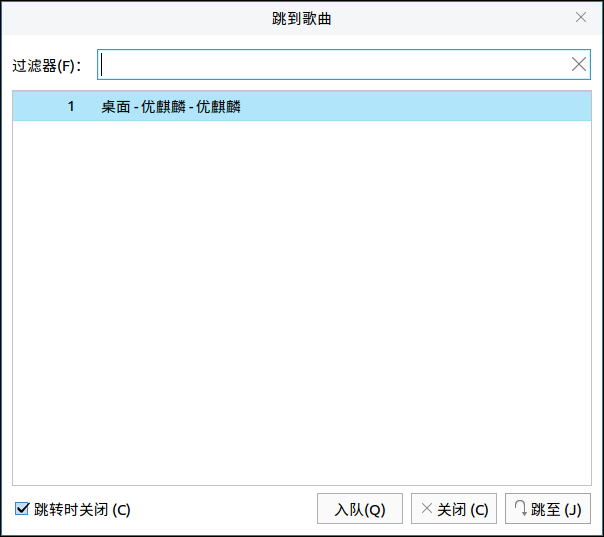 跳到歌曲
过滤器(F):
1 桌面 - 优麒麟 - 优麒麟
跳转时关闭 (C) 入队(Q) 关闭 (C) 跳至 (J)